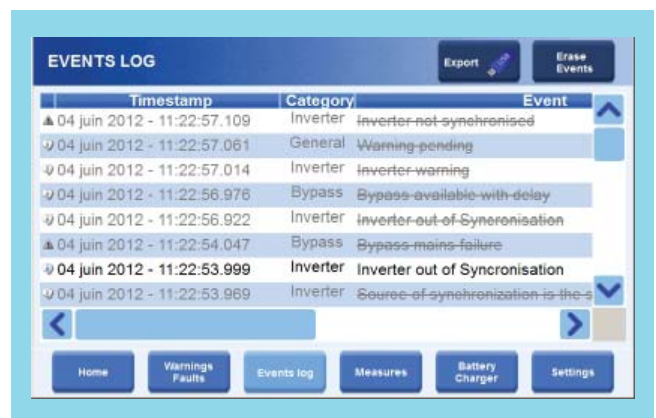 EVENTS LOG
Export
Erase
Events
Timestamp Category Event
04 juin 2012 - 11:22:57.109 Inverter Inverter not synchronised
04 juin 2012 - 11:22:57.061 General Warning pending
04 juin 2012 - 11:22:57.014 Inverter Inverter warning
04 juin 2012 - 11:22:56.976 Bypass Bypass available with delay
04 juin 2012 - 11:22:56.922 Inverter Inverter out of Syncronisation
04 juin 2012 - 11:22:54.047 Bypass Bypass mains failure
04 juin 2012 - 11:22:53.999 Inverter Inverter out of Syncronisation
04 juin 2012 - 11:22:53.969 Inverter Source of synchronization is the s
Home
Warnings
Faults
Events log
Measures
Battery
Charger
Settings